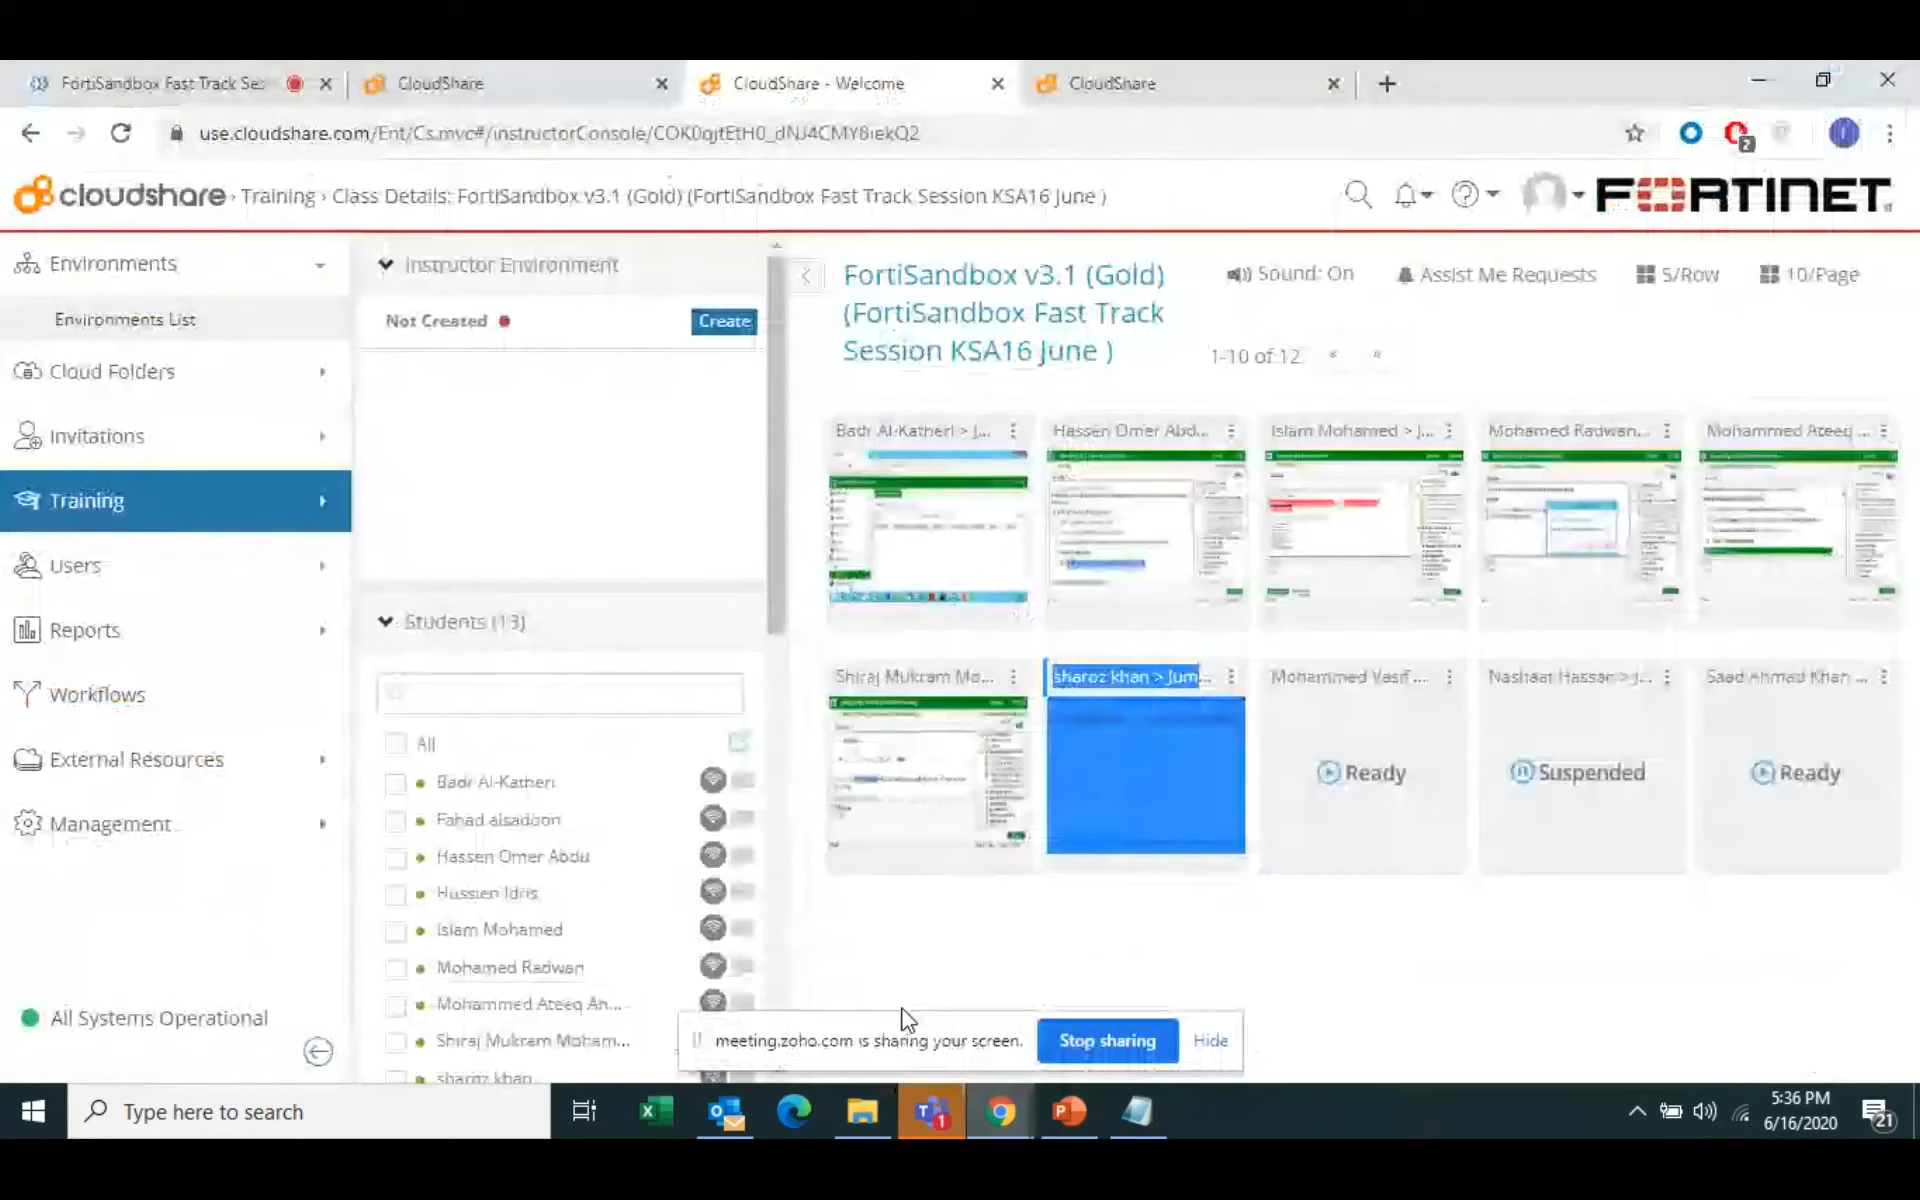 FortiSandbox Fast Track Ses
CloudShare
CloudShare - Welcome
CloudShare
use.cloudshare.com/Ent/Cs.mvc#/instructorConsole/COK0qjtEtH0_dNJ4CMY8iekQ2
2
cloudshare › Training › Class Details: FortiSandbox v3.1 (Gold) (FortiSandbox Fast Track Session KSA16 June )
FORTINET
Environments
Environments List
Cloud Folders
Invitations
Training
Users
Reports
Workflows
External Resources
Management
All Systems Operational
Instructor Environment
Not Created
Create
Students (13)
All
Badr Al-Katheri
Fahad alsadoon
Hassen Omer Abdu
Hussien Idris
Islam Mohamed
Mohamed Radwan
Mohammed Ateeq Ah...
Shiraj Mukram Moham...
sharoz khan
FortiSandbox v3.1 (Gold)
(FortiSandbox Fast Track
Session KSA16 June )
1-10 of 12
Sound: On
Assist Me Requests
5/Row
10/Page
Badr Al-Katheri > J...
Hassen Omer Abd...
Islam Mohamed > J...
Mohamed Radwan...
Mohammed Ateeq ...
Shiraj Mukram Mo...
sharoz khan > Jum...
Mohammed Vasif ...
Nashaat Hassan > J...
Saad Ahmad Khan ...
Ready
Suspended
Ready
meeting.zoho.com is sharing your screen.
Stop sharing
Hide
Type here to search
1
5:36 PM
6/16/2020
21